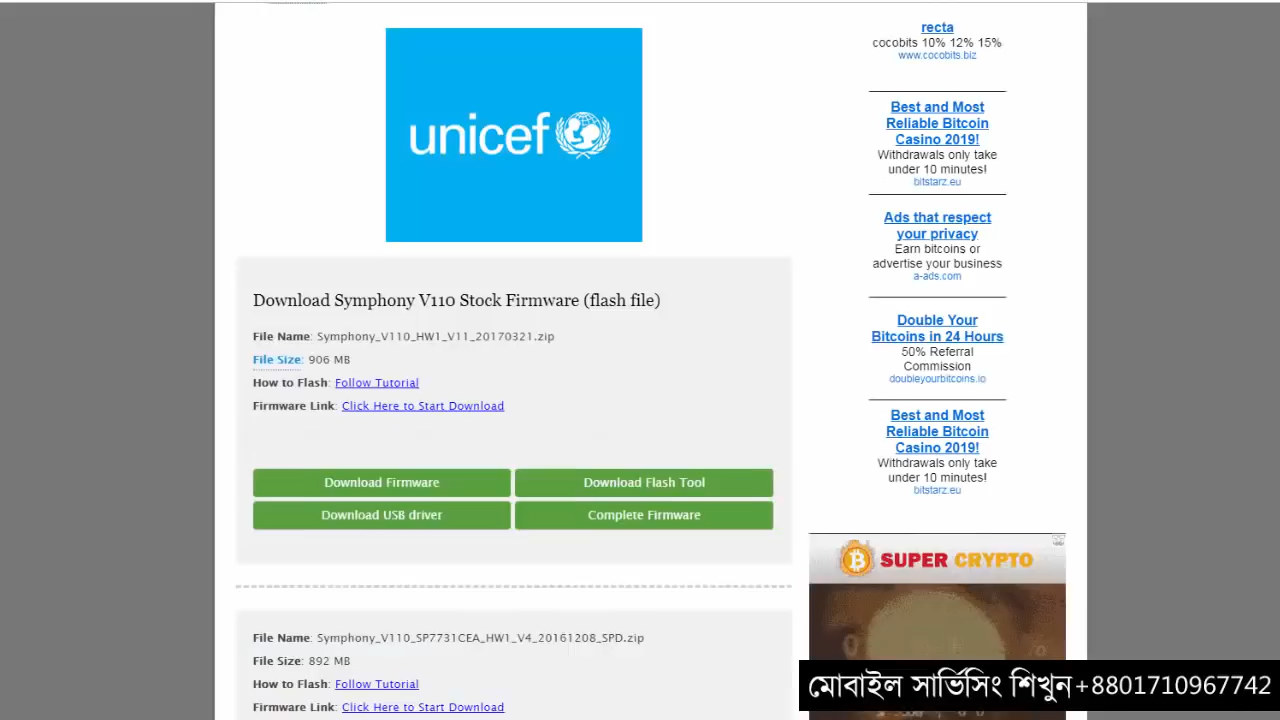 unicef
Download Symphony V110 Stock Firmware (flash file)
File Name: Symphony_V110_HW1_V11_20170321.zip
File Size: 906 MB
How to Flash: Follow Tutorial
Firmware Link: Click Here to Start Download
Download Firmware
Download Flash Tool
Download USB driver
Complete Firmware
File Name: Symphony_V110_SP7731CEA_HW1_V4_20161208_SPD.zip
File Size: 892 MB
How to Flash: Follow Tutorial
Firmware Link: Click Here to Start Download
recta
cocobits 10% 12% 15%
www.cocobits.biz
Best and Most
Reliable Bitcoin
Casino 2019!
Withdrawals only take
under 10 minutes!
bitstarz.eu
Ads that respect
your privacy
Earn bitcoins or
advertise your business
a-ads.com
Double Your
Bitcoins in 24 Hours
50% Referral
Commission
doubleyourbitcoins.io
Best and Most
Reliable Bitcoin
Casino 2019!
Withdrawals only take
under 10 minutes!
bitstarz.eu
SUPER CRYPTO
মোবাইল সার্ভিসিং শিখুন+8801710967742